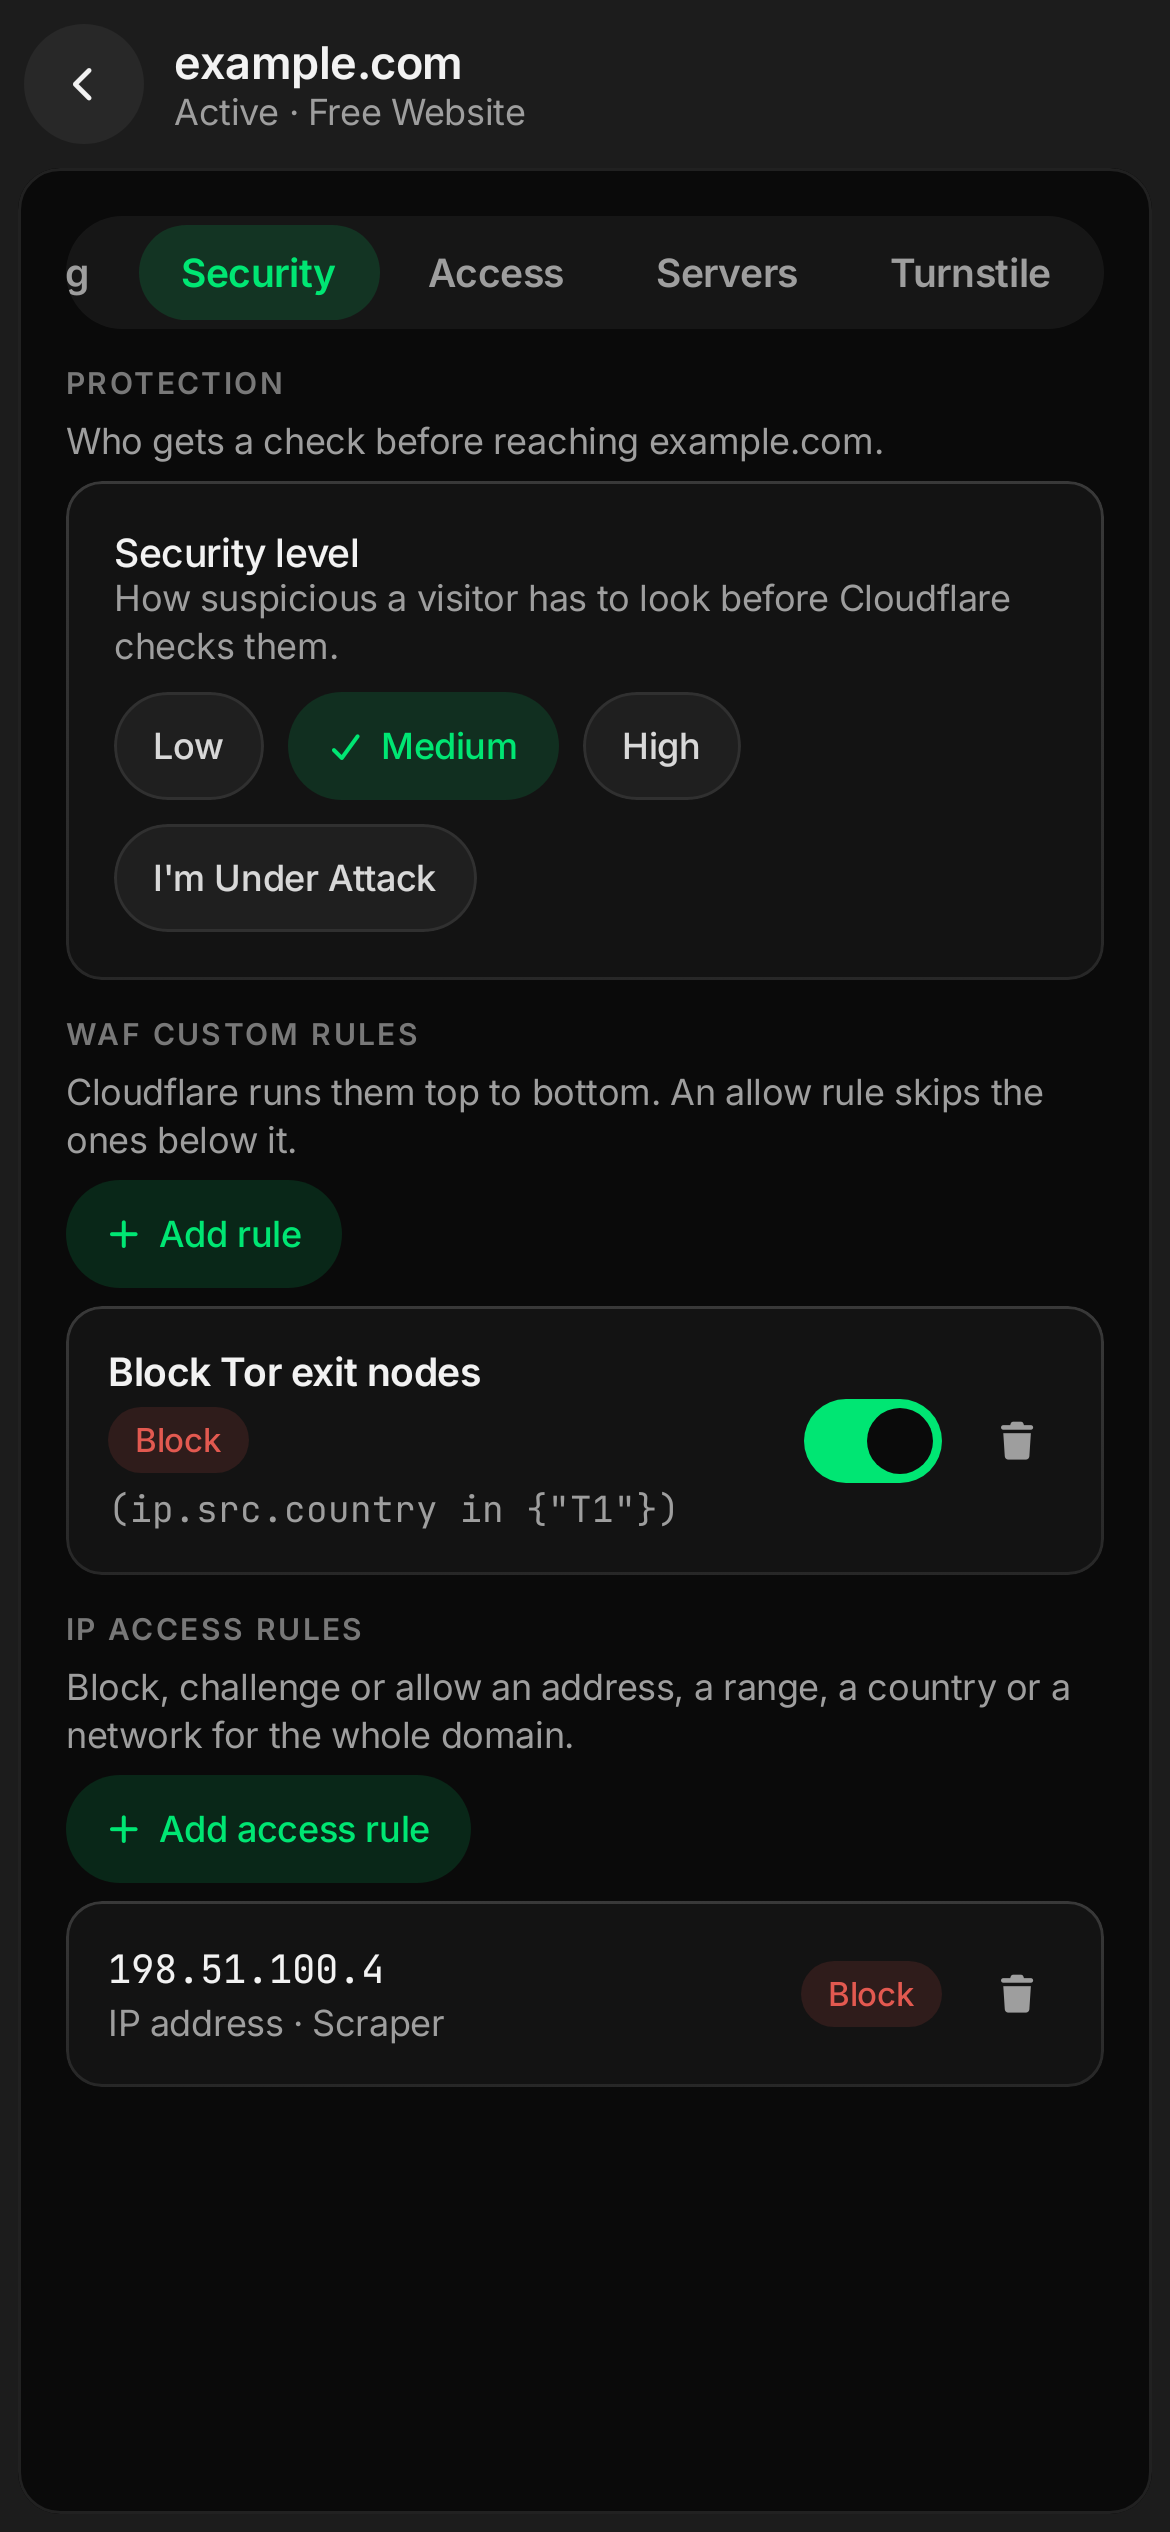 example.com
Active · Free Website
g
Security
Access
Servers
Turnstile
PROTECTION
Who gets a check before reaching example.com.
Security level
How suspicious a visitor has to look before Cloudflare
checks them.
Low
Medium
High
I'm Under Attack
WAF CUSTOM RULES
Cloudflare runs them top to bottom. An allow rule skips the
ones below it.
Add rule
Block Tor exit nodes
Block
(ip.src.country in {"T1"})
IP ACCESS RULES
Block, challenge or allow an address, a range, a country or a
network for the whole domain.
Add access rule
198.51.100.4
IP address · Scraper
Block